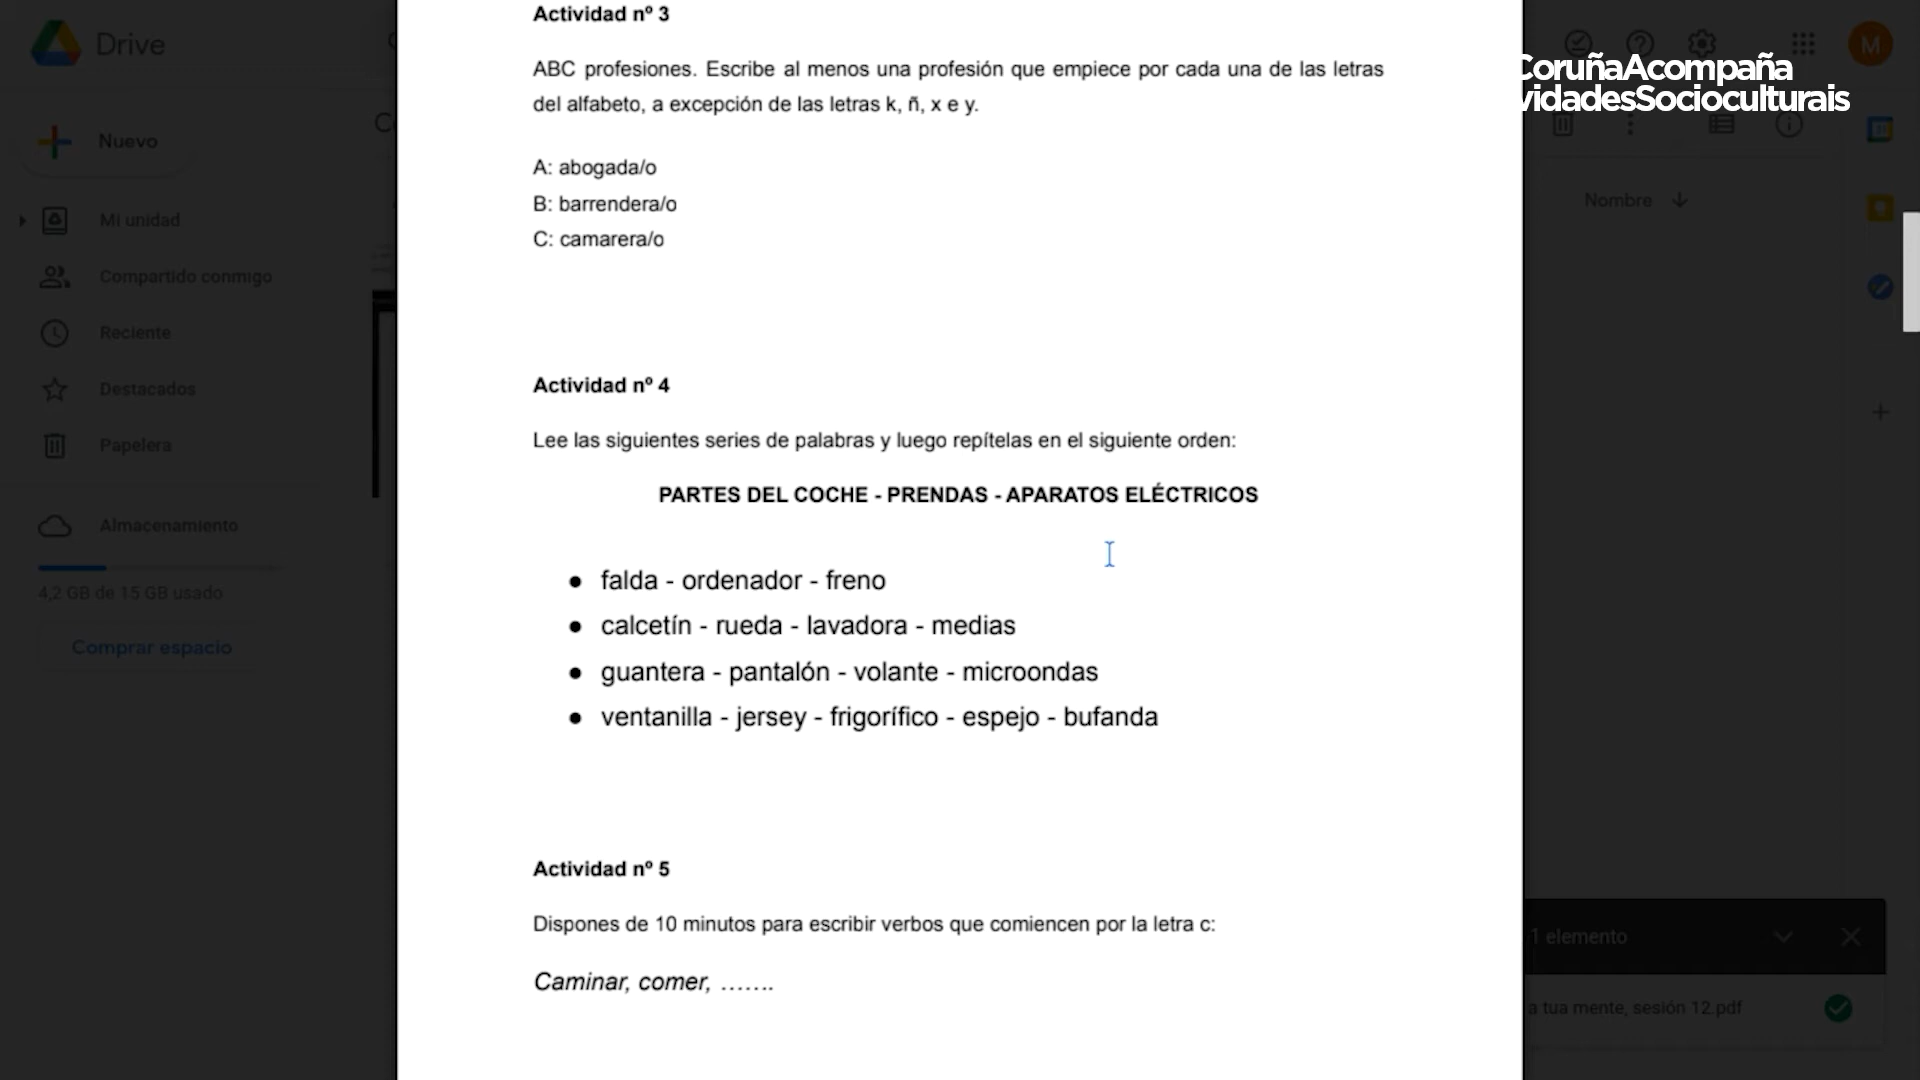 Actividad nº 3
Drive
M
CoruñaAcompaña
ABC profesiones. Escribe al menos una profesión que empiece por cada una de las letras
vidadesSocioculturais
del alfabeto, a excepción de las letras k, ñ, x e y.
Nuevo
A: abogada/o
B: barrendera/o
C: camarera/o
Nombre
Mi unidad
Compartido conmigo
Reciente
Destacados
Papelera
Almacenamiento
4,2 GB de 15 GB usado
Comprar espacio
Actividad nº 4
Lee las siguientes series de palabras y luego repítelas en el siguiente orden:
PARTES DEL COCHE - PRENDAS - APARATOS ELÉCTRICOS
● falda - ordenador - freno
● calcetín - rueda - lavadora - medias
● guantera - pantalón - volante - microondas
● ventanilla - jersey - frigorífico - espejo - bufanda
Actividad nº 5
Dispones de 10 minutos para escribir verbos que comiencen por la letra c:
Caminar, comer, …….
1 elemento
a tua mente, sesión 12.pdf